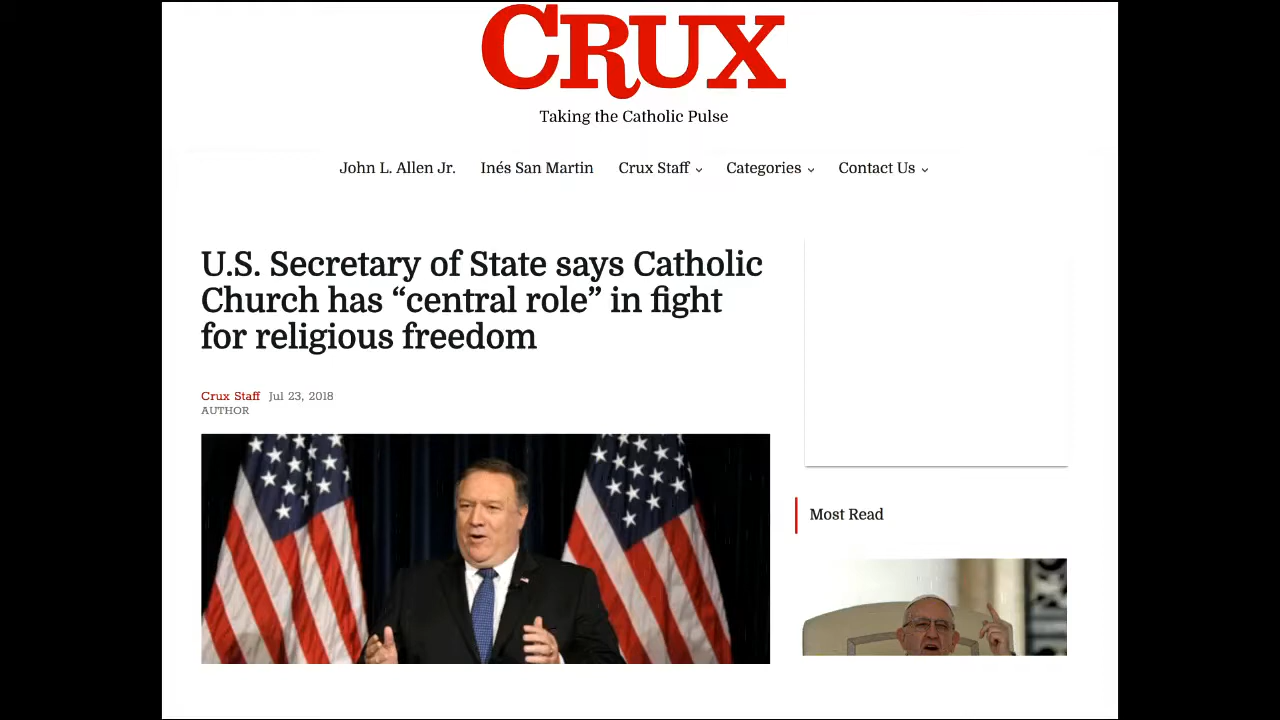 CRUX
Taking the Catholic Pulse
John L. Allen Jr. Inés San Martin Crux Staff Categories Contact Us
U.S. Secretary of State says Catholic
Church has “central role” in fight
for religious freedom
Crux Staff Jul 23, 2018
AUTHOR
Most Read